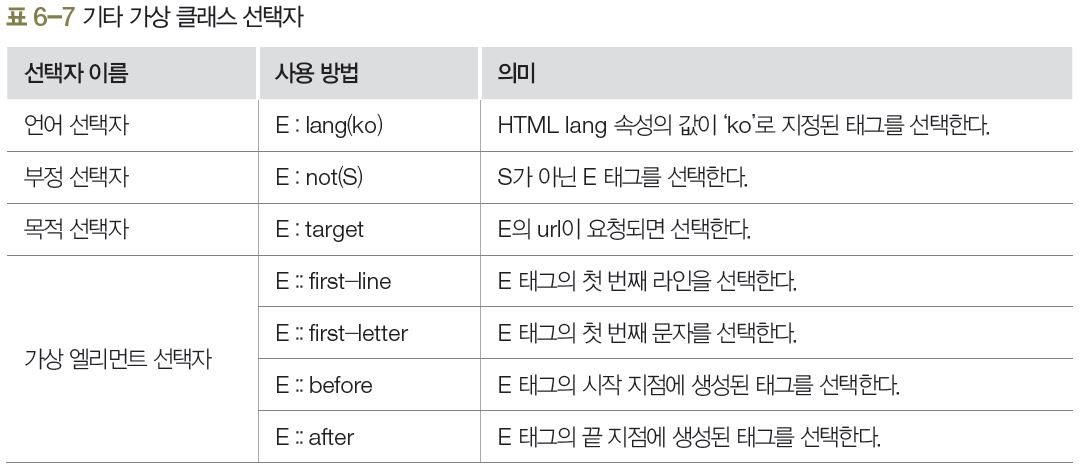 표 6-7 기타 가상 클래스 선택자
선택자 이름 사용 방법 의미
언어 선택자 E : lang(ko) HTML lang 속성의 값이 ‘ko’로 지정된 태그를 선택한다.
부정 선택자 E : not(S) S가 아닌 E 태그를 선택한다.
목적 선택자 E : target E의 url이 요청되면 선택한다.
가상 엘리먼트 선택자
E :: first-line E 태그의 첫 번째 라인을 선택한다.
E :: first-letter E 태그의 첫 번째 문자를 선택한다.
E :: before E 태그의 시작 지점에 생성된 태그를 선택한다.
E :: after E 태그의 끝 지점에 생성된 태그를 선택한다.